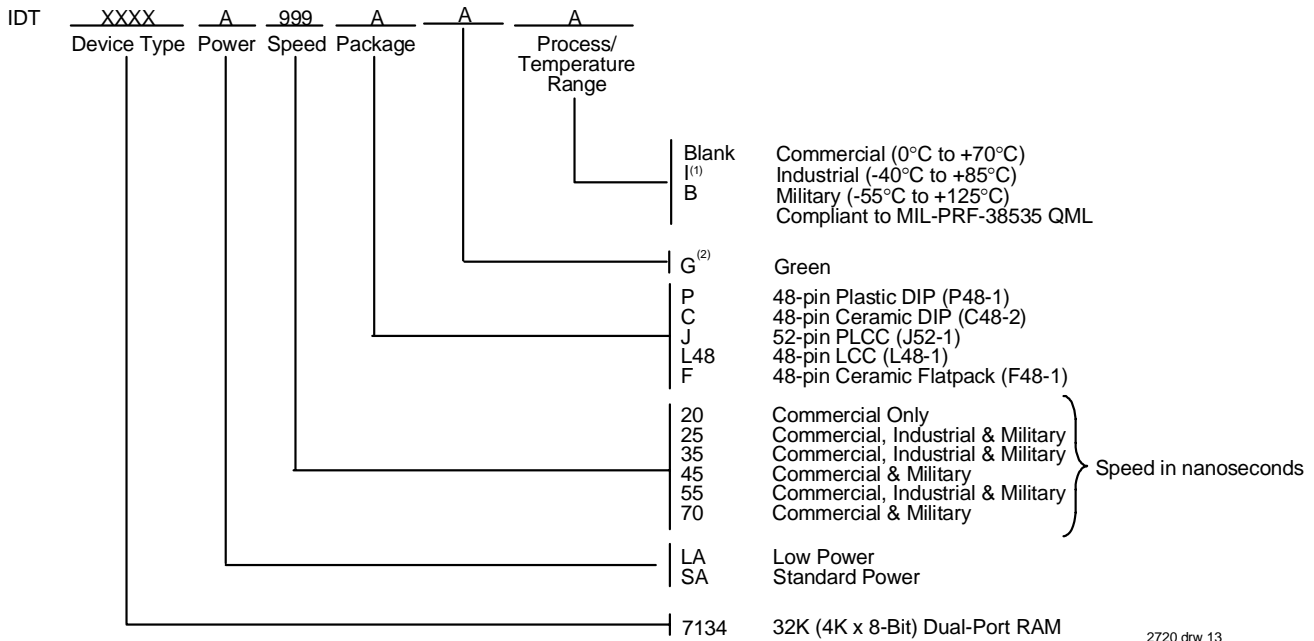 IDT XXXX A 999 A A A
Device Type Power Speed Package Process/
Temperature
Range
Blank Commercial (0°C to +70°C)
I(1) Industrial (-40°C to +85°C)
B Military (-55°C to +125°C)
Compliant to MIL-PRF-38535 QML
G(2) Green
P 48-pin Plastic DIP (P48-1)
C 48-pin Ceramic DIP (C48-2)
J 52-pin PLCC (J52-1)
L48 48-pin LCC (L48-1)
F 48-pin Ceramic Flatpack (F48-1)
20 Commercial Only
25 Commercial, Industrial & Military
35 Commercial, Industrial & Military
45 Commercial & Military
55 Commercial, Industrial & Military
70 Commercial & Military
Speed in nanoseconds
LA Low Power
SA Standard Power
7134 32K (4K x 8-Bit) Dual-Port RAM
2720 drw 13